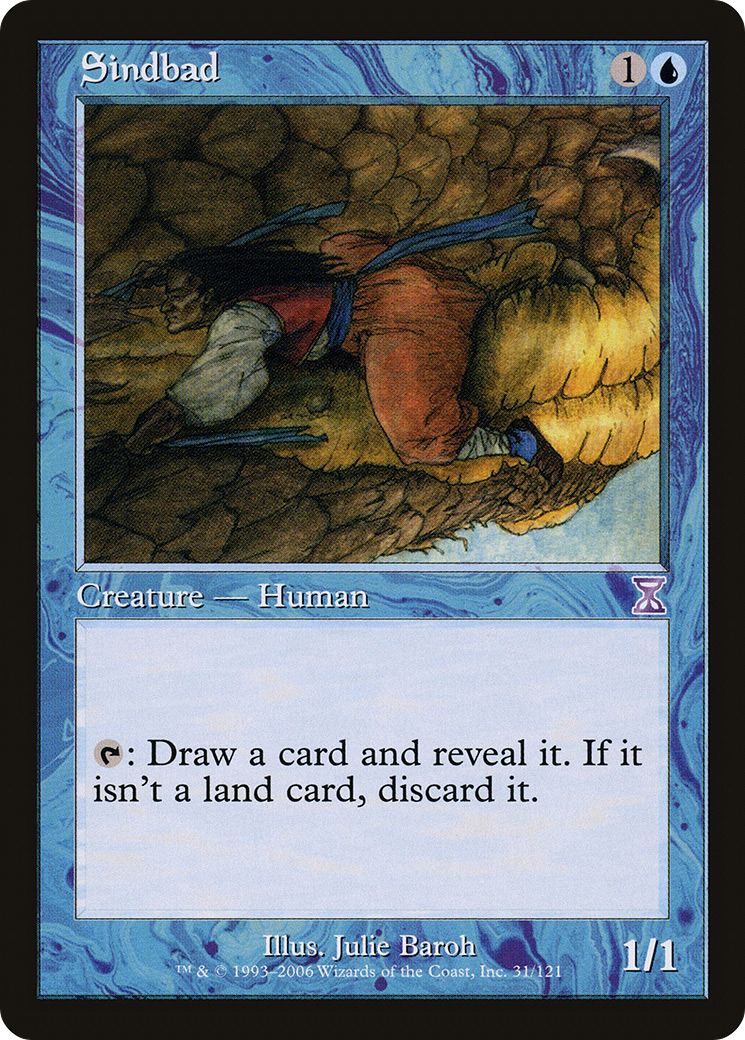 Sindbad 1
Creature — Human
: Draw a card and reveal it. If it
isn't a land card, discard it.
Illus. Julie Baroh
™ & © 1993–2006 Wizards of the Coast, Inc. 31/121
1/1